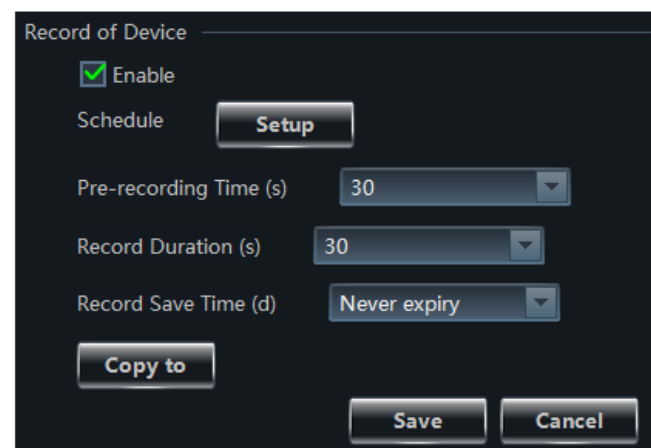 Record of Device
Enable
Schedule Setup
Pre-recording Time (s) 30
Record Duration (s) 30
Record Save Time (d) Never expiry
Copy to
Save Cancel